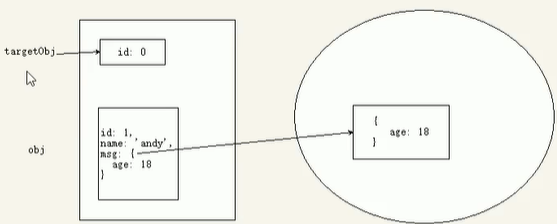 targetObj
id: 0
obj
id: 1,
name: 'andy',
msg: {
age: 18
}
{
age: 18
}